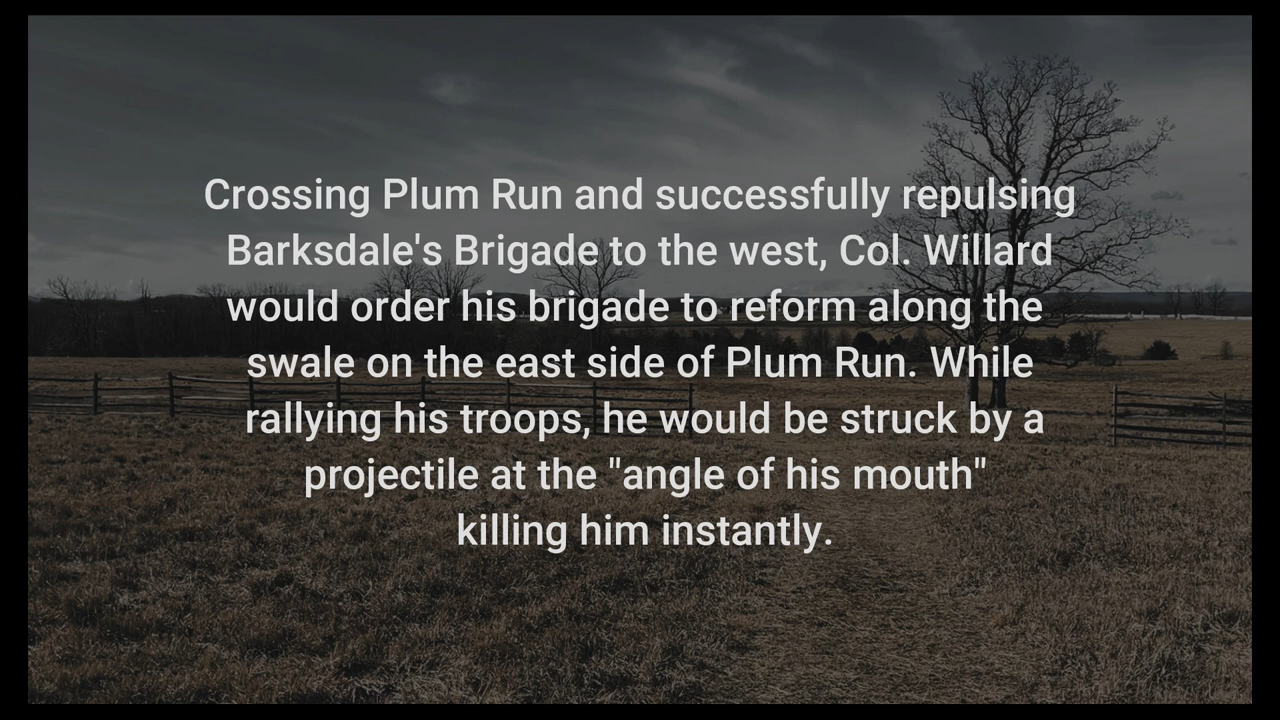 Crossing Plum Run and successfully repulsing
Barksdale's Brigade to the west, Col. Willard
would order his brigade to reform along the
swale on the east side of Plum Run. While
rallying his troops, he would be struck by a
projectile at the "angle of his mouth"
killing him instantly.